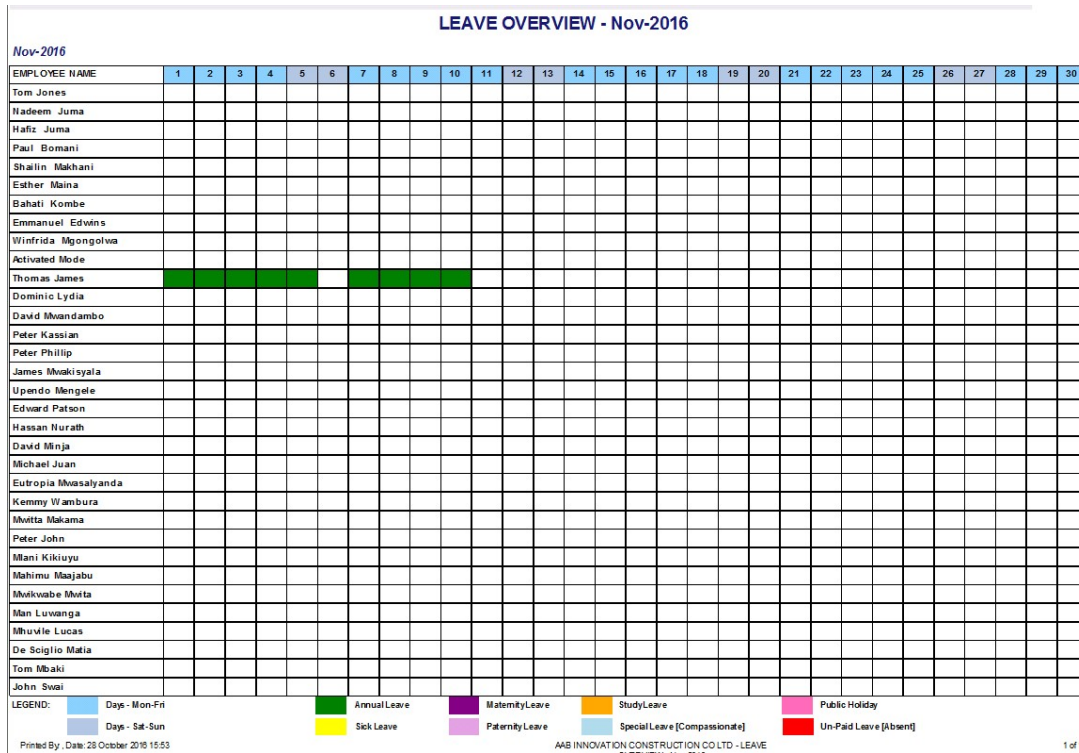 LEAVE OVERVIEW - Nov-2016
Nov-2016
EMPLOYEE NAME 1 2 3 4 5 6 7 8 9 10 11 12 13 14 15 16 17 18 19 20 21 22 23 24 25 26 27 28 29 30
Tom Jones
Nadeem Juma
Hafiz Juma
Paul Bomani
Shailin Makhani
Esther Maina
Bahati Kombe
Emmanuel Edwins
Winfrida Mgongolwa
Activated Mode
Thomas James
Dominic Lydia
David Mwandambo
Peter Kassian
Peter Phillip
James Mwakisyala
Upendo Mengele
Edward Patson
Hassan Nurath
David Minja
Michael Juan
Eutropia Mwasalyanda
Kemmy Wambura
Mwitta Makama
Peter John
Mlani Kikiuyu
Mahimu Maajabu
Mwikwabe Mwita
Man Luwanga
Mhuvile Lucas
De Sciglio Matia
Tom Mbaki
John Swai
LEGEND: Days - Mon-Fri Annual Leave Maternity Leave Study Leave Public Holiday
Days - Sat-Sun Sick Leave Paternity Leave Special Leave [Compassionate] Un-Paid Leave [Absent]
Printed By , Date: 28 October 2016 15:53 AAB INNOVATION CONSTRUCTION CO LTD - LEAVE 1 of